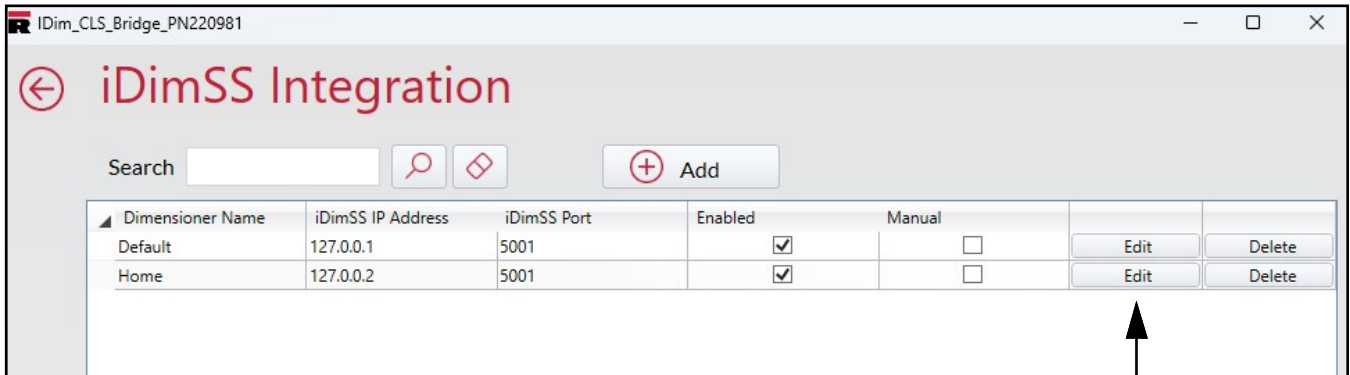 IDim_CLS_Bridge_PN220981
iDimSS Integration
Search Add
Dimensioner Name iDimSS IP Address iDimSS Port Enabled Manual
Default 127.0.0.1 5001 Edit Delete
Home 127.0.0.2 5001 Edit Delete